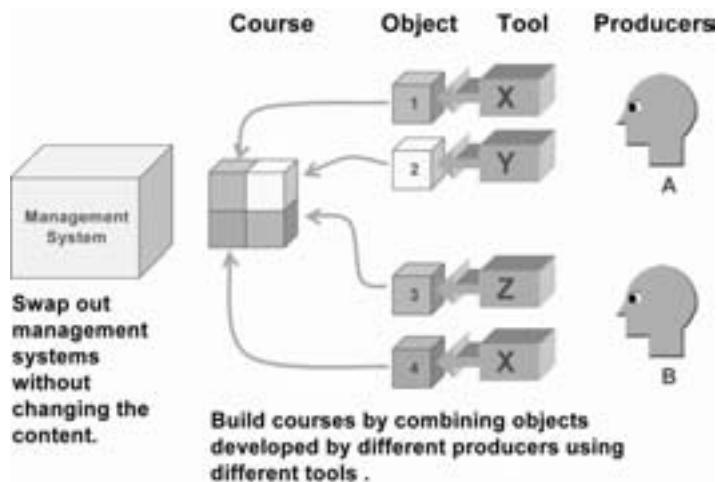 Course Object Tool Producers
1 X
2 Y
A
Management
System
3 Z
4 X
B
Swap out
management
systems
without
changing the
content.
Build courses by combining objects
developed by different producers using
different tools .